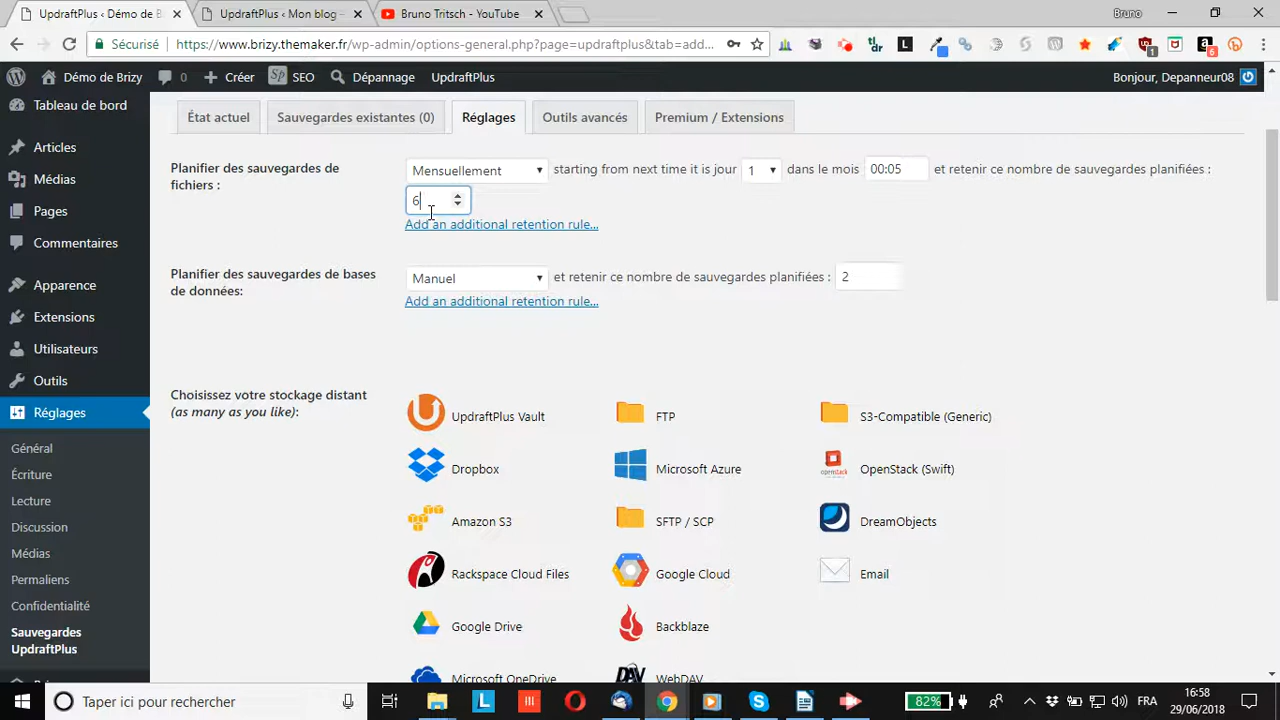 UpdraftPlus ‹ Démo de B
UpdraftPlus ‹ Mon blog –
Bruno Tritsch - YouTube
Bruno
Sécurisé
https://www.brizy.themaker.fr/wp-admin/options-general.php?page=updraftplus&tab=add...
Démo de Brizy
0
Créer
SEO
Dépannage
UpdraftPlus
Bonjour, Depanneur08
Tableau de bord
Articles
Médias
Pages
Commentaires
Apparence
Extensions
Utilisateurs
Outils
Réglages
Général
Écriture
Lecture
Discussion
Médias
Permaliens
Confidentialité
Sauvegardes
UpdraftPlus
État actuel
Sauvegardes existantes (0)
Réglages
Outils avancés
Premium / Extensions
Planifier des sauvegardes de
fichiers :
Mensuellement
starting from next time it is jour
1
dans le mois
00:05
et retenir ce nombre de sauvegardes planifiées :
6
Add an additional retention rule...
Planifier des sauvegardes de bases
de données:
Manuel
et retenir ce nombre de sauvegardes planifiées :
2
Add an additional retention rule...
Choisissez votre stockage distant
(as many as you like):
UpdraftPlus Vault
FTP
S3-Compatible (Generic)
Dropbox
Microsoft Azure
openstack
OpenStack (Swift)
Amazon S3
SFTP / SCP
DreamObjects
Rackspace Cloud Files
Google Cloud
Email
Google Drive
Backblaze
Microsoft OneDrive
DAV
WebDAV
Taper ici pour rechercher
82%
FRA
16:58
29/06/2018